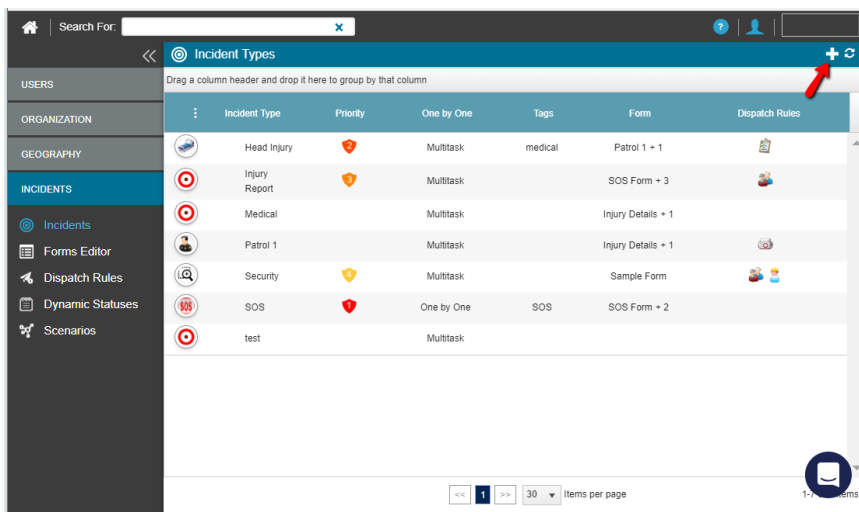 Search For:
Incident Types
Drag a column header and drop it here to group by that column
USERS
ORGANIZATION
GEOGRAPHY
INCIDENTS
Incidents
Forms Editor
Dispatch Rules
Dynamic Statuses
Scenarios
Incident Type Priority One by One Tags Form Dispatch Rules
Head Injury 2 Multitask medical Patrol 1 + 1
Injury
Report 3 Multitask SOS Form + 3
Medical Multitask Injury Details + 1
Patrol 1 Multitask Injury Details + 1
Security 4 Multitask Sample Form
SOS SOS 1 One by One SOS SOS Form + 2
test Multitask
<< 1 >> 30 Items per page
1-7